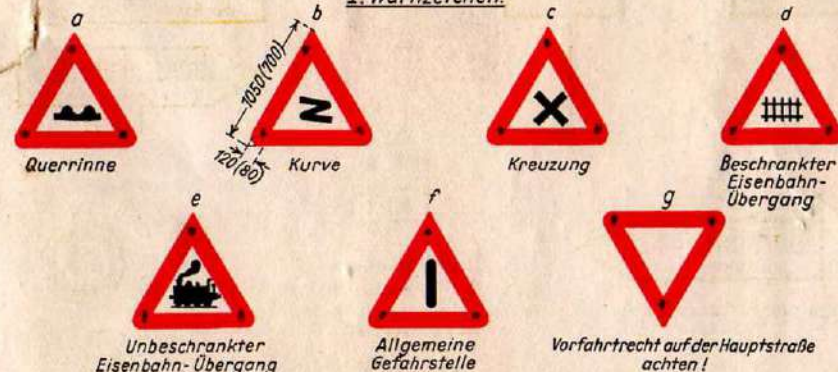 1. Warnzeichen.
a
b
c
d
1050(700)
120(80)
Querrinne
Kurve
Kreuzung
Beschrankter
Eisenbahn-
Übergang
e
f
g
Unbeschrankter
Eisenbahn-Übergang
Allgemeine
Gefahrstelle
Vorfahrtrecht auf der Hauptstraße
achten!